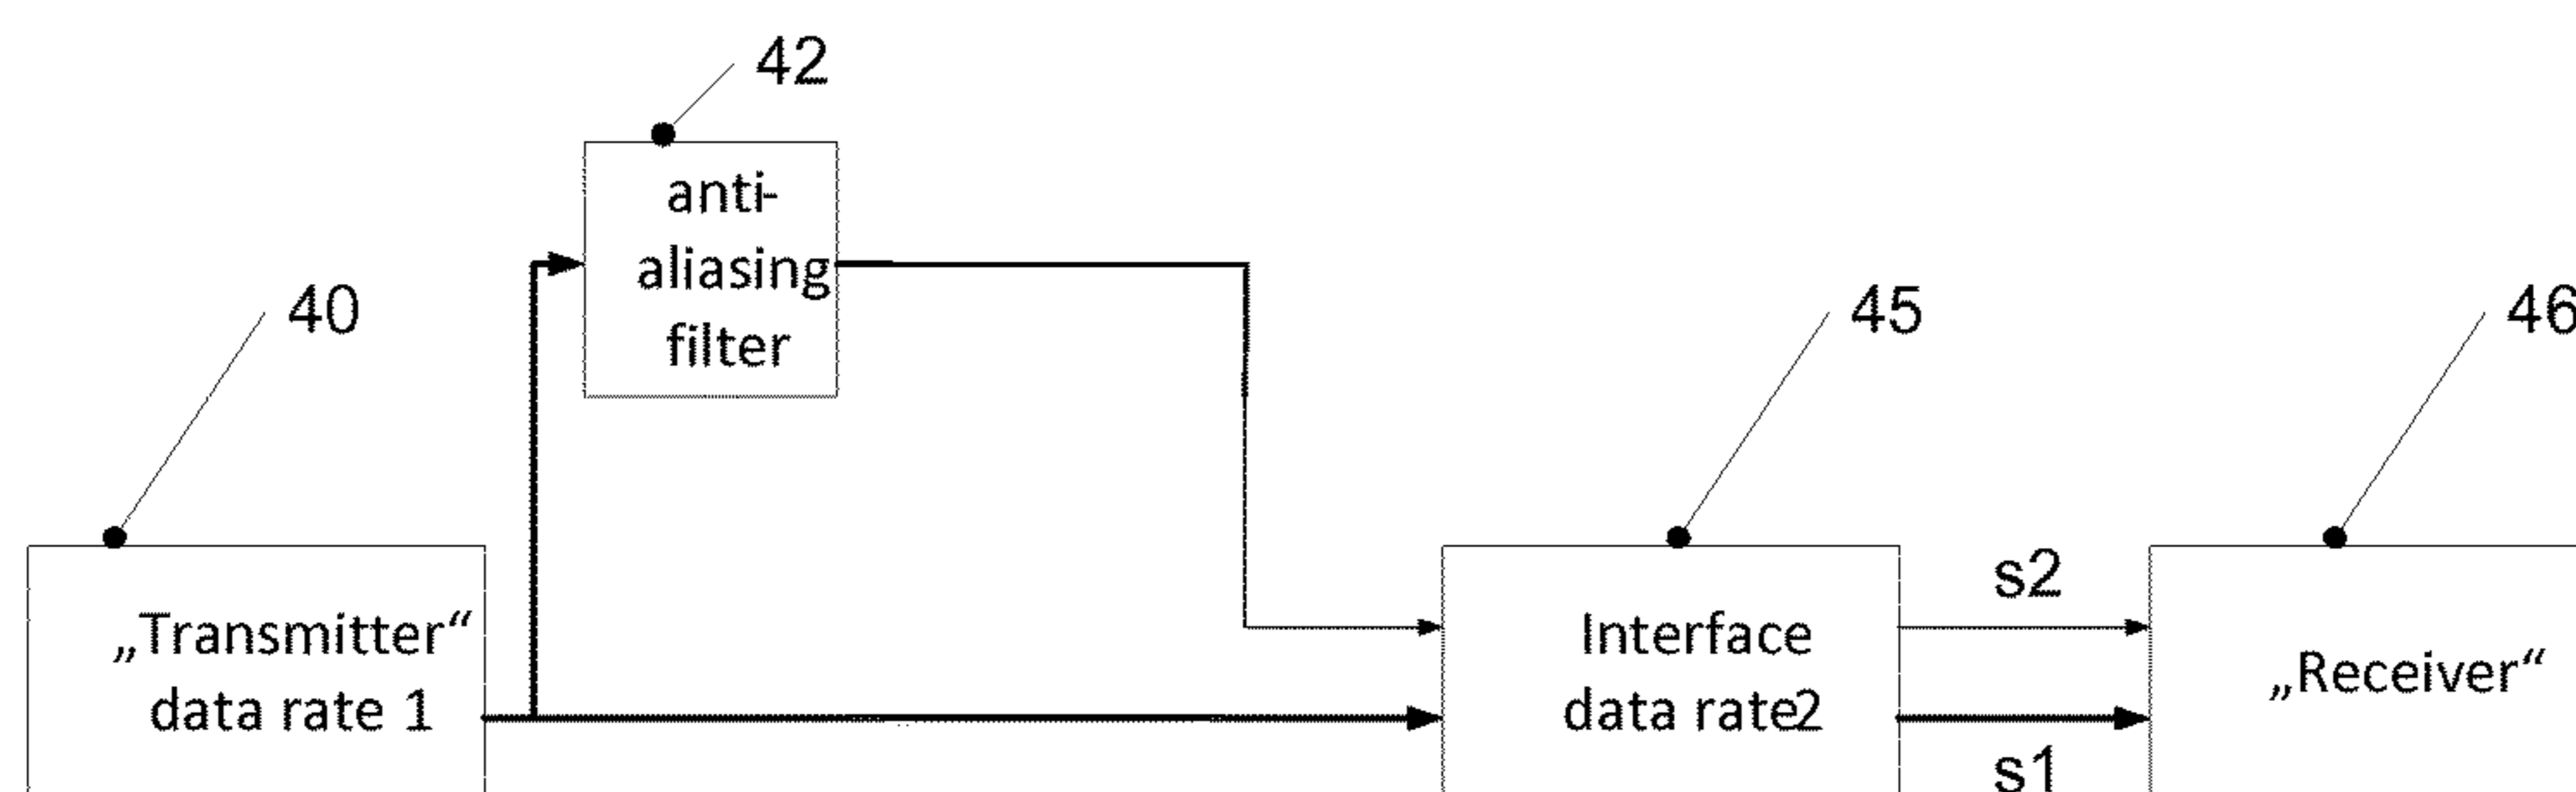 42
anti-
aliasing
filter
40
45
46
„Transmitter“
data rate 1
Interface
data rate2
s2
s1
„Receiver“